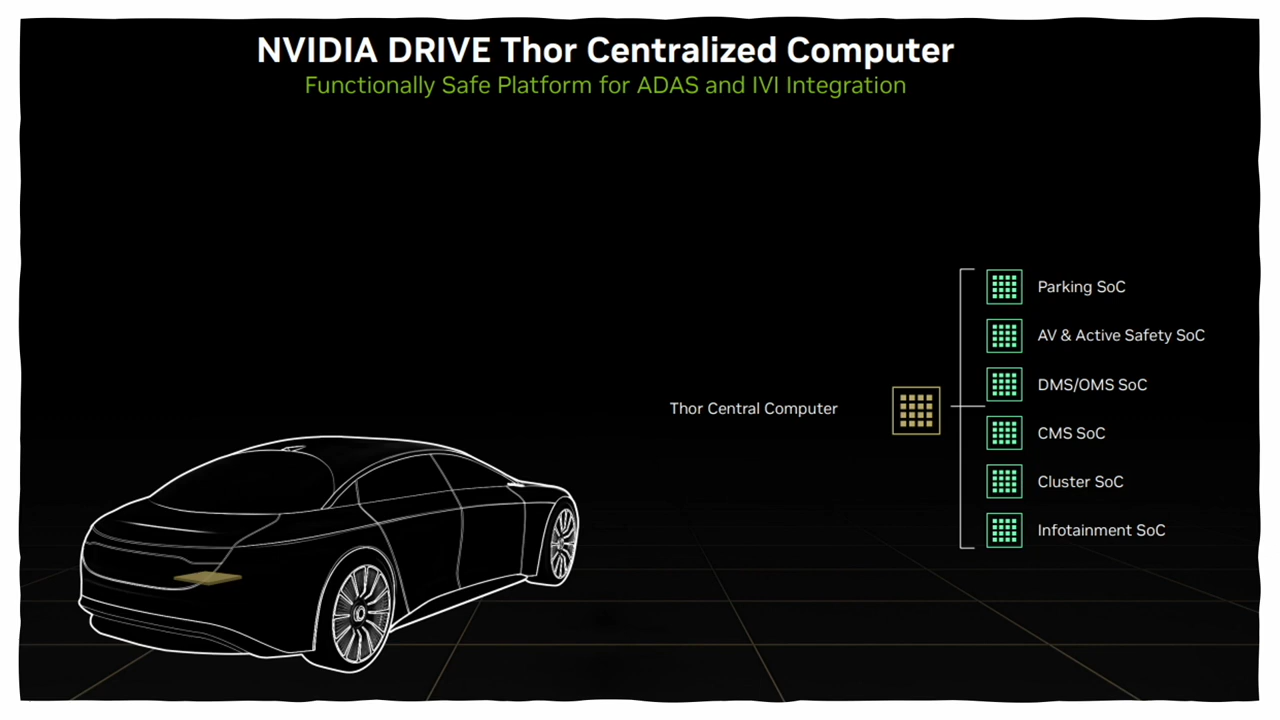 NVIDIA DRIVE Thor Centralized Computer
Functionally Safe Platform for ADAS and IVI Integration
Parking SoC
AV & Active Safety SoC
DMS/OMS SoC
Thor Central Computer
CMS SoC
Cluster SoC
Infotainment SoC